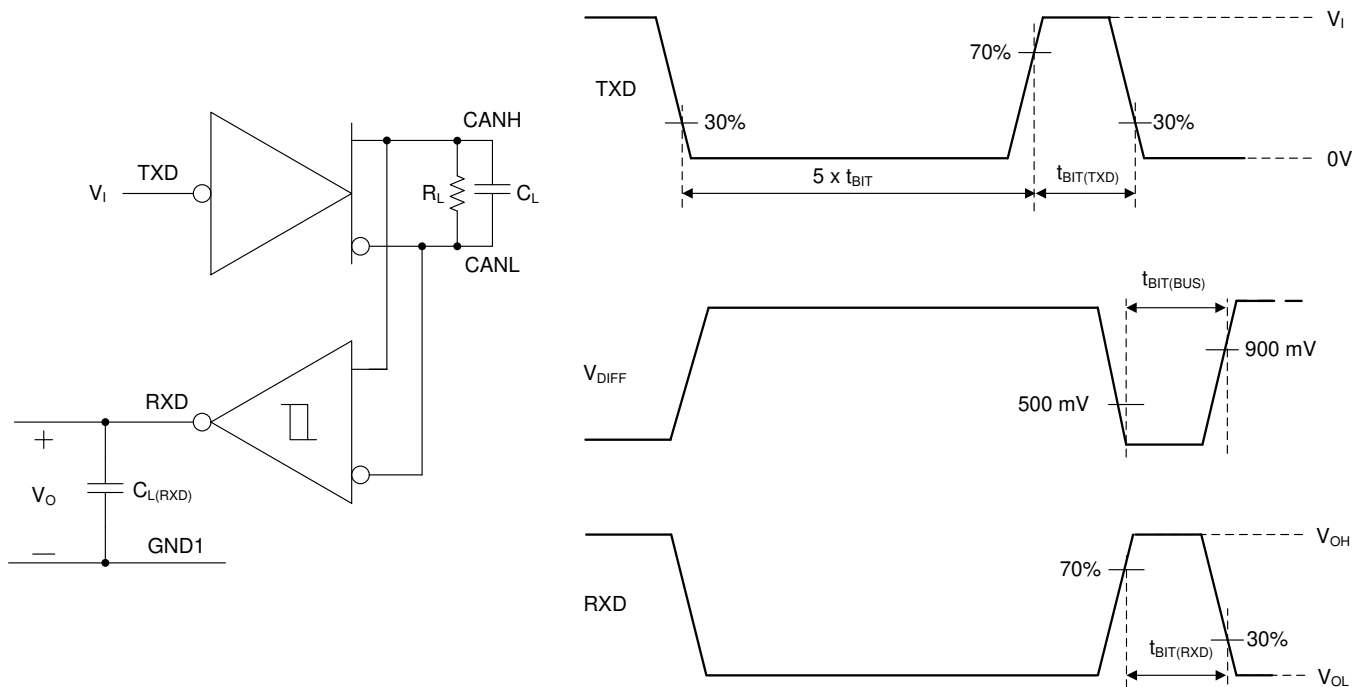 TXD
V_I
CANH
R_L
C_L
CANL
RXD
+
V_O
C_L(RXD)
—
GND1
V_I
70%
TXD
30%
30%
0V
5 x t_BIT
t_BIT(TXD)
t_BIT(BUS)
900 mV
V_DIFF
500 mV
V_OH
70%
RXD
30%
t_BIT(RXD)
V_OL